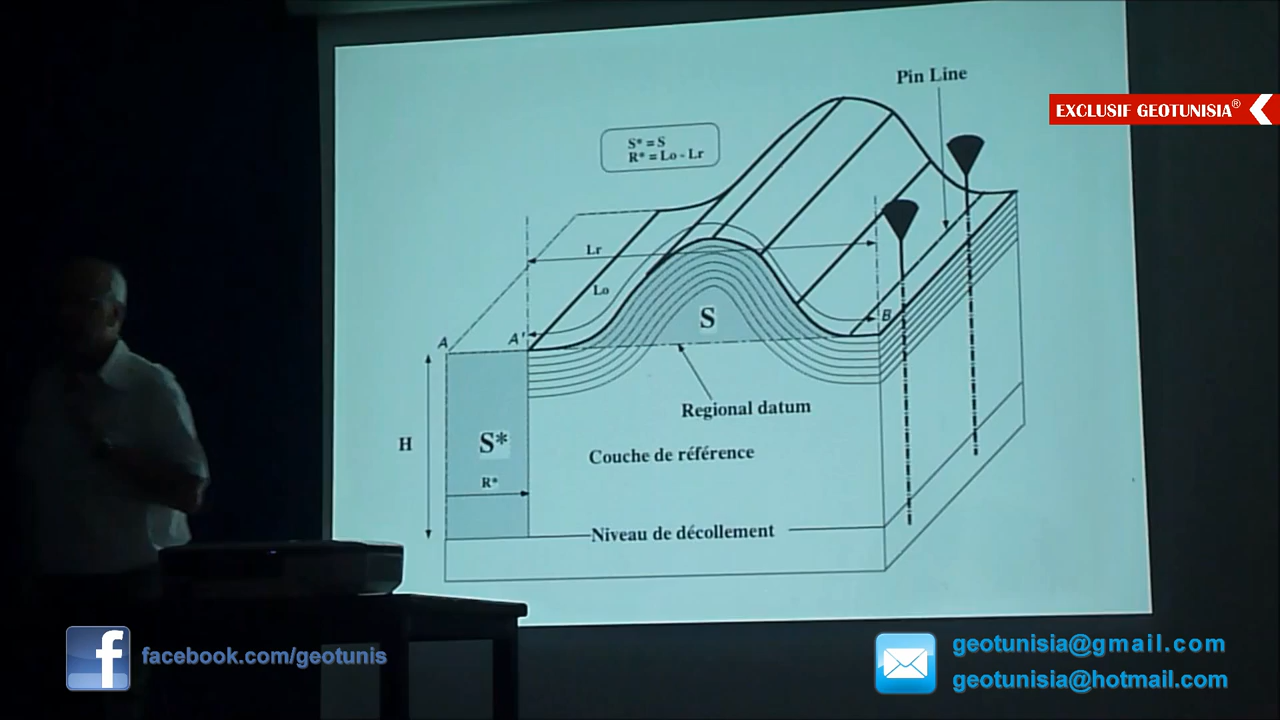 Pin Line
EXCLUSIF GEOTUNISIA®
S* = S
R* = Lo - Lr
Lr
Lo
A
A'
B
S
H
S*
R*
Regional datum
Couche de référence
Niveau de décollement
facebook.com/geotunis
geotunisia@gmail.com
geotunisia@hotmail.com